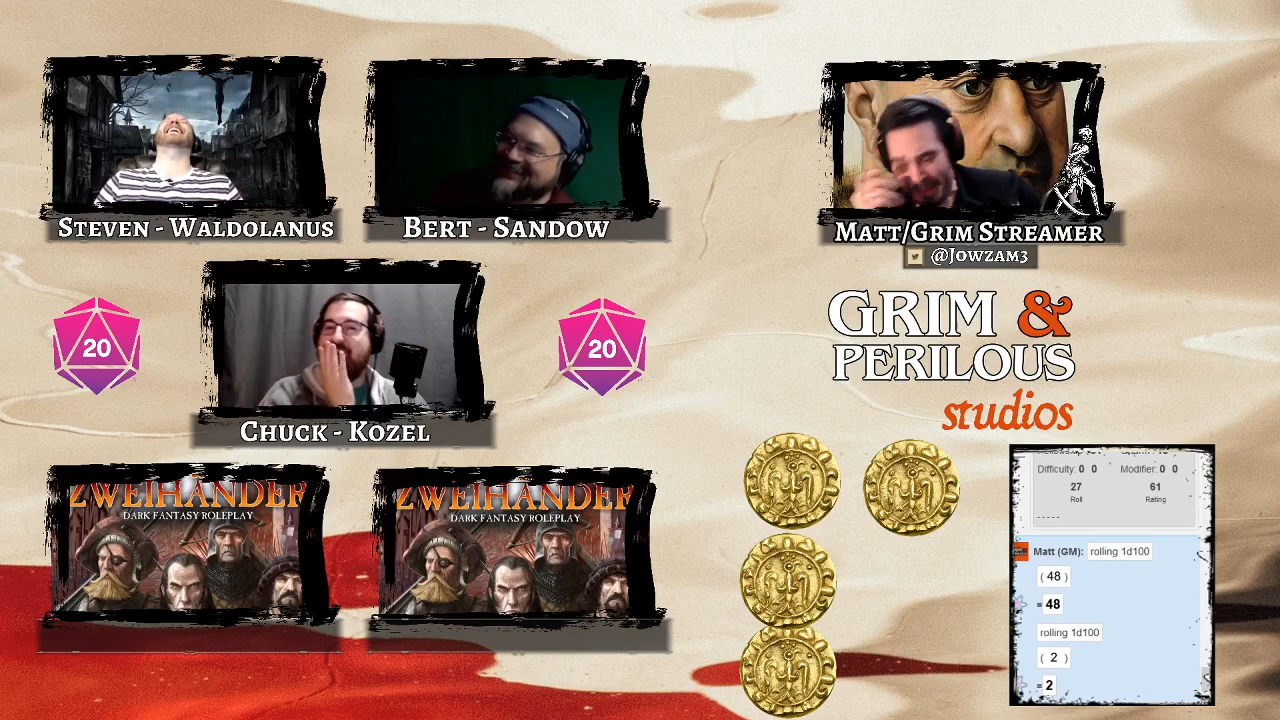 Steven - Waldolanus
Bert - Sandow
Matt/Grim Streamer
@Jowzam3
20
20
Chuck - Kozel
GRIM &
PERILOUS
studios
ZWEIHÄNDER
DARK FANTASY ROLEPLAY
ZWEIHÄNDER
DARK FANTASY ROLEPLAY
Difficulty: 0 0 Modifier: 0 0
27 61
Roll Rating
-----
Matt (GM): rolling 1d100
( 48 )
= 48
rolling 1d100
( 2 )
= 2